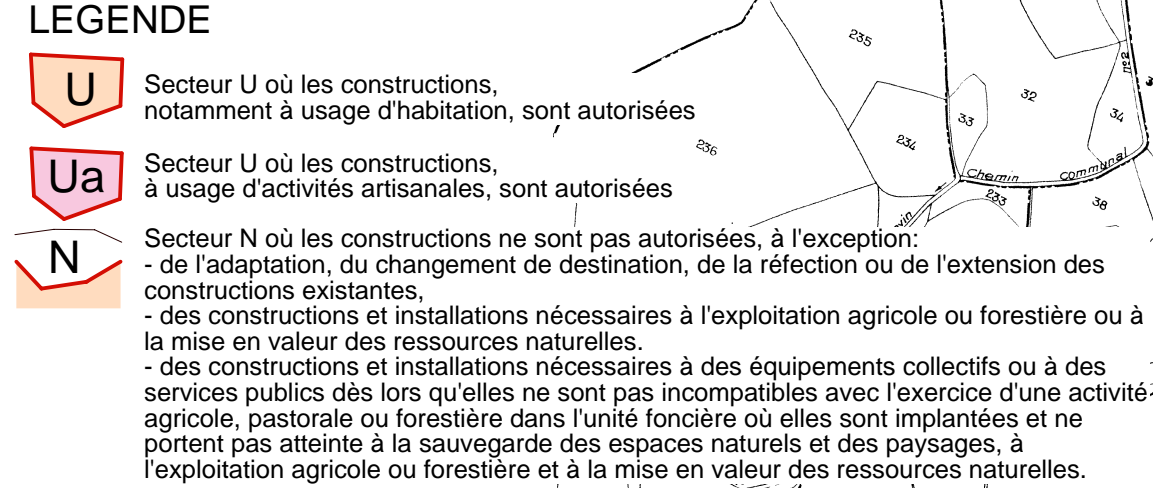 LEGENDE
U
Secteur U où les constructions,
notamment à usage d'habitation, sont autorisées
Ua
Secteur U où les constructions,
à usage d'activités artisanales, sont autorisées
N
Secteur N où les constructions ne sont pas autorisées, à l'exception:
- de l'adaptation, du changement de destination, de la réfection ou de l'extension des
constructions existantes,
- des constructions et installations nécessaires à l'exploitation agricole ou forestière ou à
la mise en valeur des ressources naturelles.
- des constructions et installations nécessaires à des équipements collectifs ou à des
services publics dès lors qu'elles ne sont pas incompatibles avec l'exercice d'une activité
agricole, pastorale ou forestière dans l'unité foncière où elles sont implantées et ne
portent pas atteinte à la sauvegarde des espaces naturels et des paysages, à
l'exploitation agricole ou forestière et à la mise en valeur des ressources naturelles.
235
236
234
33
32
34
n°2
Chemin communal
233
38